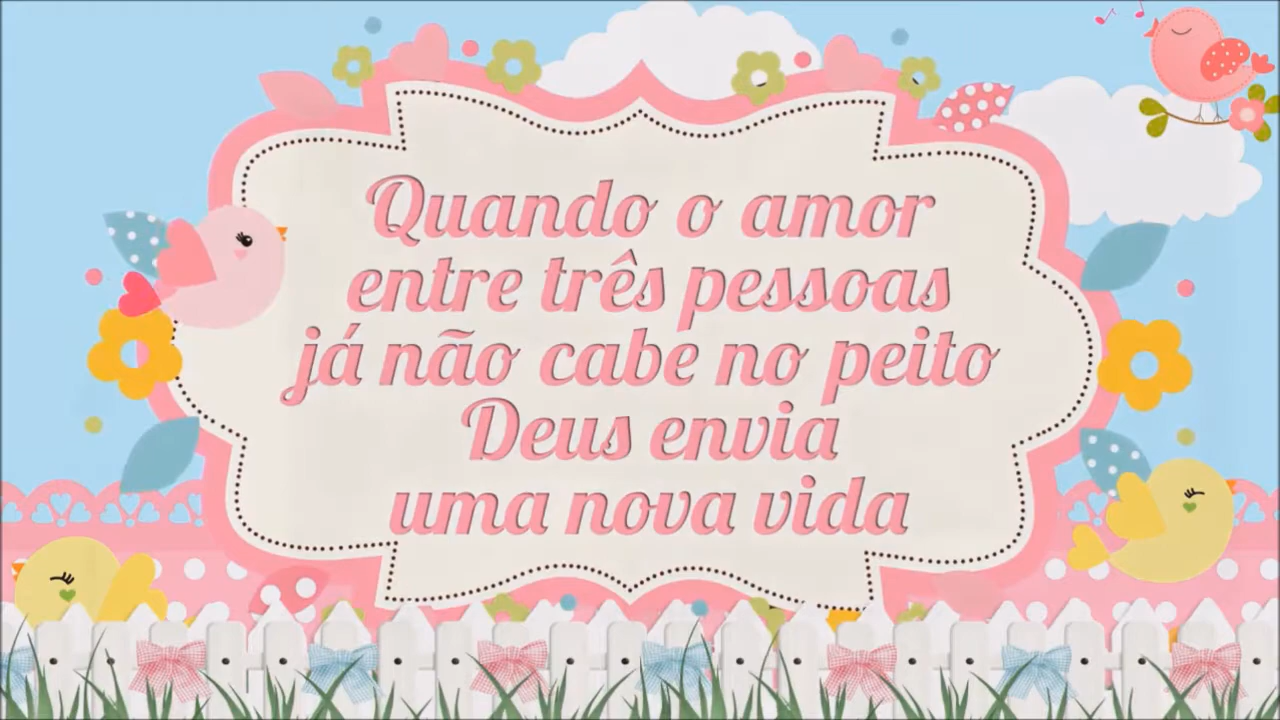 Quando o amor
entre três pessoas
já não cabe no peito
Deus envia
uma nova vida